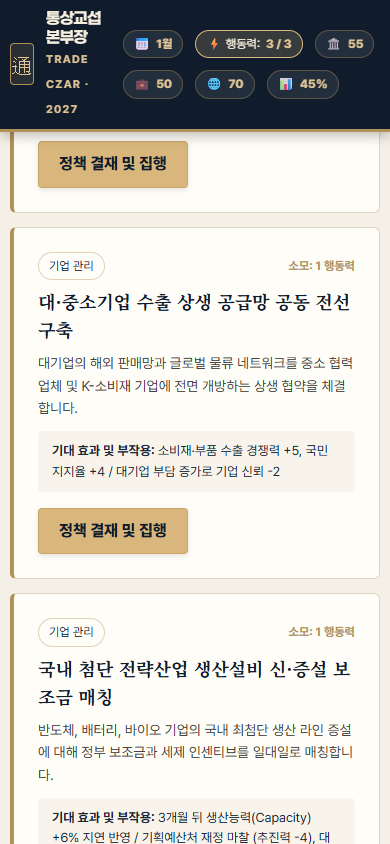 通
통상교섭
본부장
TRADE
CZAR ·
2027
1월
행동력: 3 / 3
55
50
70
45%
정책 결재 및 집행
기업 관리
소모: 1 행동력
대·중소기업 수출 상생 공급망 공동 전선
구축
대기업의 해외 판매망과 글로벌 물류 네트워크를 중소 협력
업체 및 K-소비재 기업에 전면 개방하는 상생 협약을 체결
합니다.
기대 효과 및 부작용: 소비재·부품 수출 경쟁력 +5, 국민
지지율 +4 / 대기업 부담 증가로 기업 신뢰 -2
정책 결재 및 집행
기업 관리
소모: 1 행동력
국내 첨단 전략산업 생산설비 신·증설 보
조금 매칭
반도체, 배터리, 바이오 기업의 국내 최첨단 생산 라인 증설
에 대해 정부 보조금과 세제 인센티브를 일대일로 매칭합니
다.
기대 효과 및 부작용: 3개월 뒤 생산능력(Capacity)
+6% 지연 반영 / 기획예산처 재정 마찰 (추진력 -4), 대